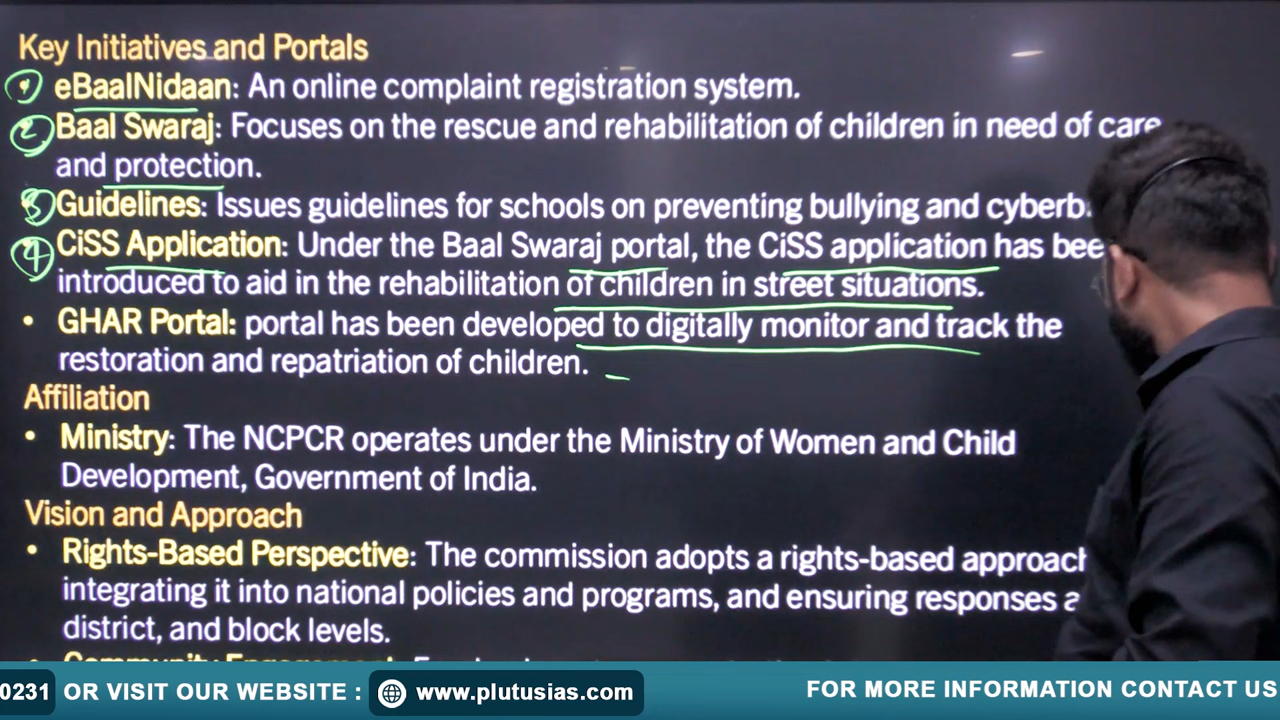 Key Initiatives and Portals
1 eBaalNidaan: An online complaint registration system.
2 Baal Swaraj: Focuses on the rescue and rehabilitation of children in need of care
and protection.
3 Guidelines: Issues guidelines for schools on preventing bullying and
4 CiSS Application: Under the Baal Swaraj portal, the CiSS application has
introduced to aid in the rehabilitation of children in street situations.
• GHAR Portal: portal has been developed to digitally monitor and track the
restoration and repatriation of children.
Affiliation
• Ministry: The NCPCR operates under the Ministry of Women and Child
Development, Government of India.
Vision and Approach
• Rights-Based Perspective: The commission adopts a rights-based approach
integrating it into national policies and programs, and ensuring responses
district, and block levels.
0231 OR VISIT OUR WEBSITE : www.plutusias.com FOR MORE INFORMATION CONTACT US